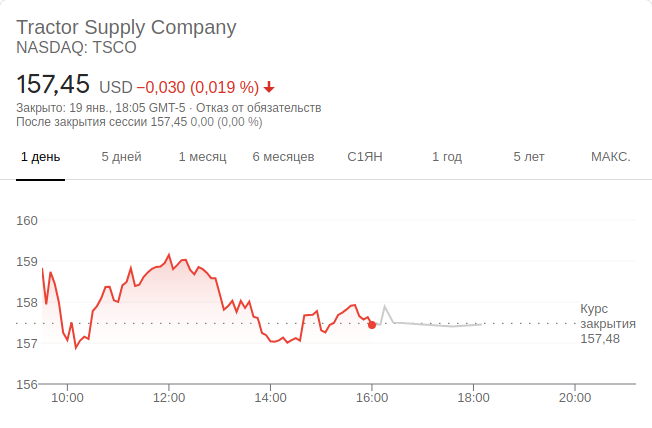 Tractor Supply Company
NASDAQ: TSCO
157,45 USD −0,030 (0,019 %)
Закрыто: 19 янв., 18:05 GMT-5 · Отказ от обязательств
После закрытия сессии 157,45 0,00 (0,00 %)
1 день 5 дней 1 месяц 6 месяцев С1ЯН 1 год 5 лет МАКС.
160
159
158
Курс
закрытия
157,48
157
156
10:00 12:00 14:00 16:00 18:00 20:00